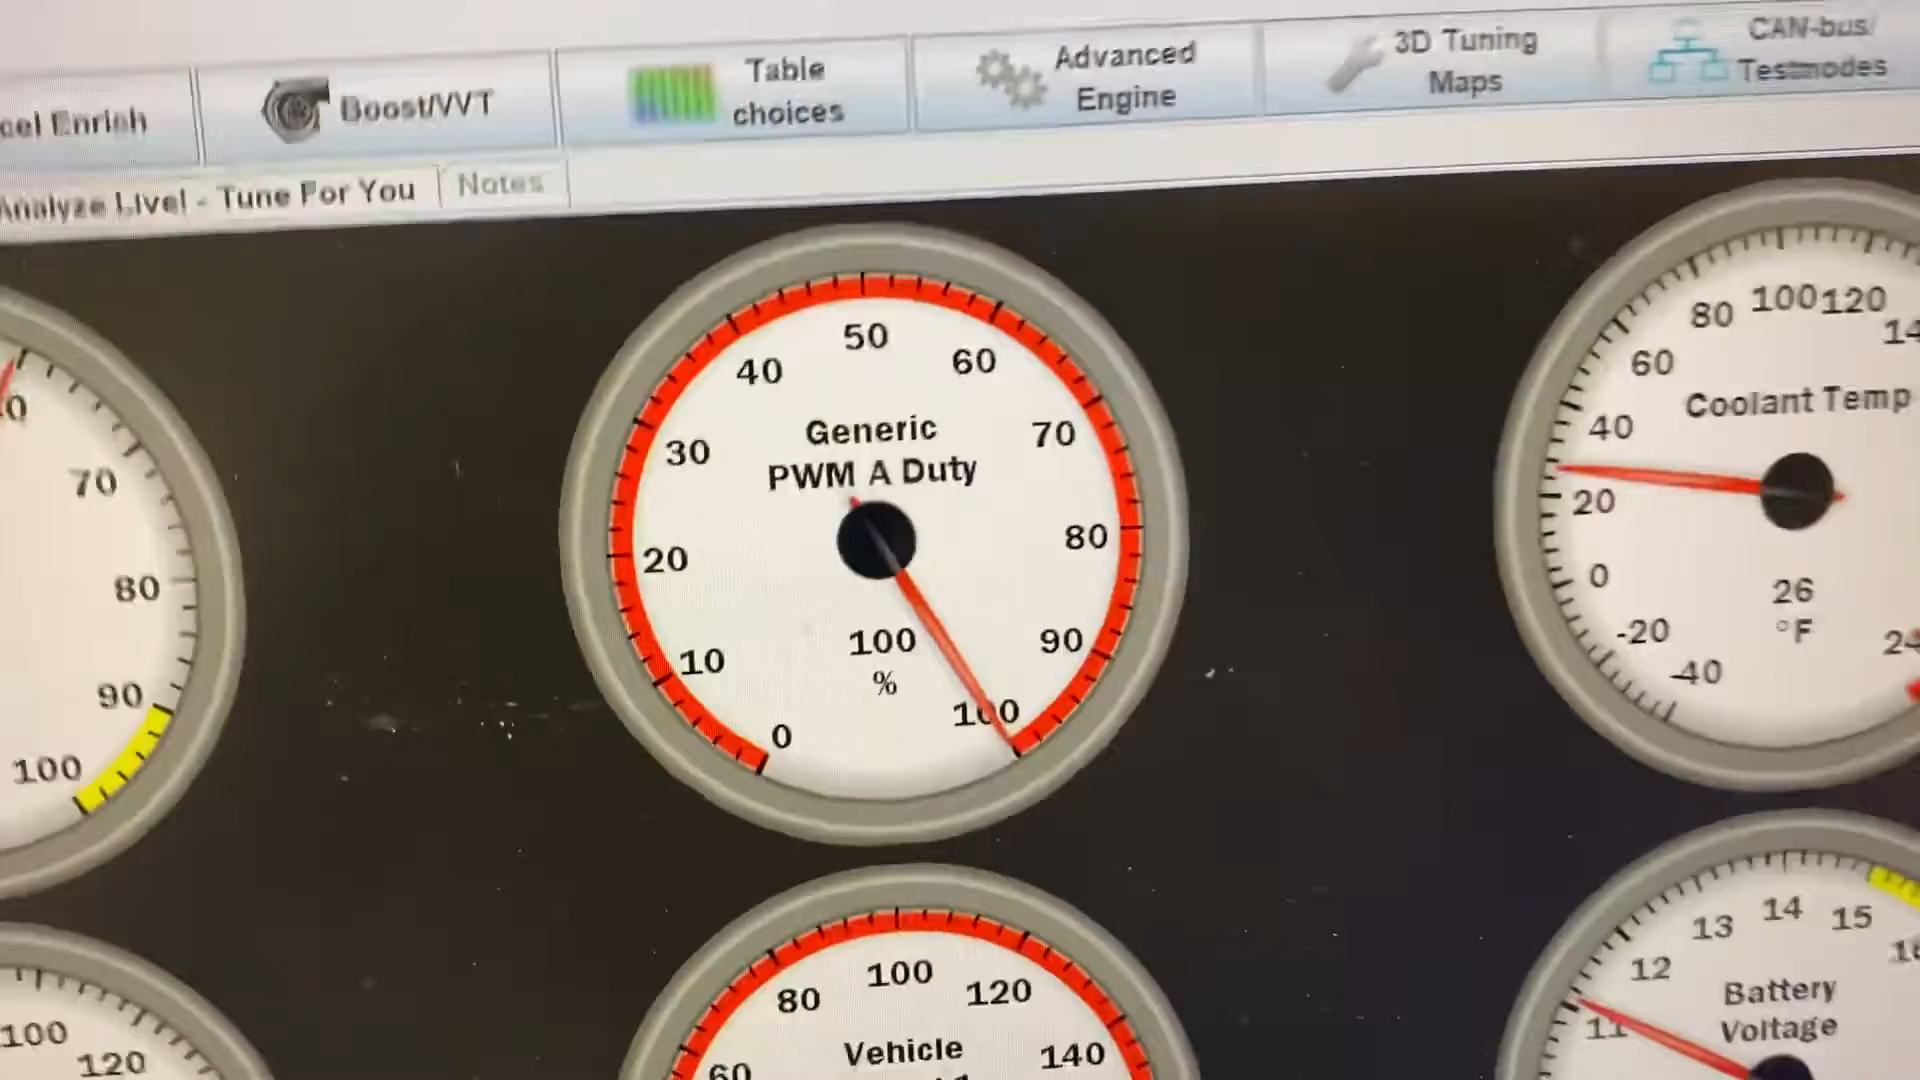 cel Enrich
Boost/VVT
Table
choices
Advanced
Engine
3D Tuning
Maps
CAN-bus/
Testmodes
Analyze Live! - Tune For You
Notes
70
80
90
100
50
40
60
30
70
20
80
10
90
0
100
Generic
PWM A Duty
100
%
80
100
120
60
40
20
0
-20
-40
Coolant Temp
26
°F
100
120
60
80
100
120
140
Vehicle
11
12
13
14
15
Battery
Voltage